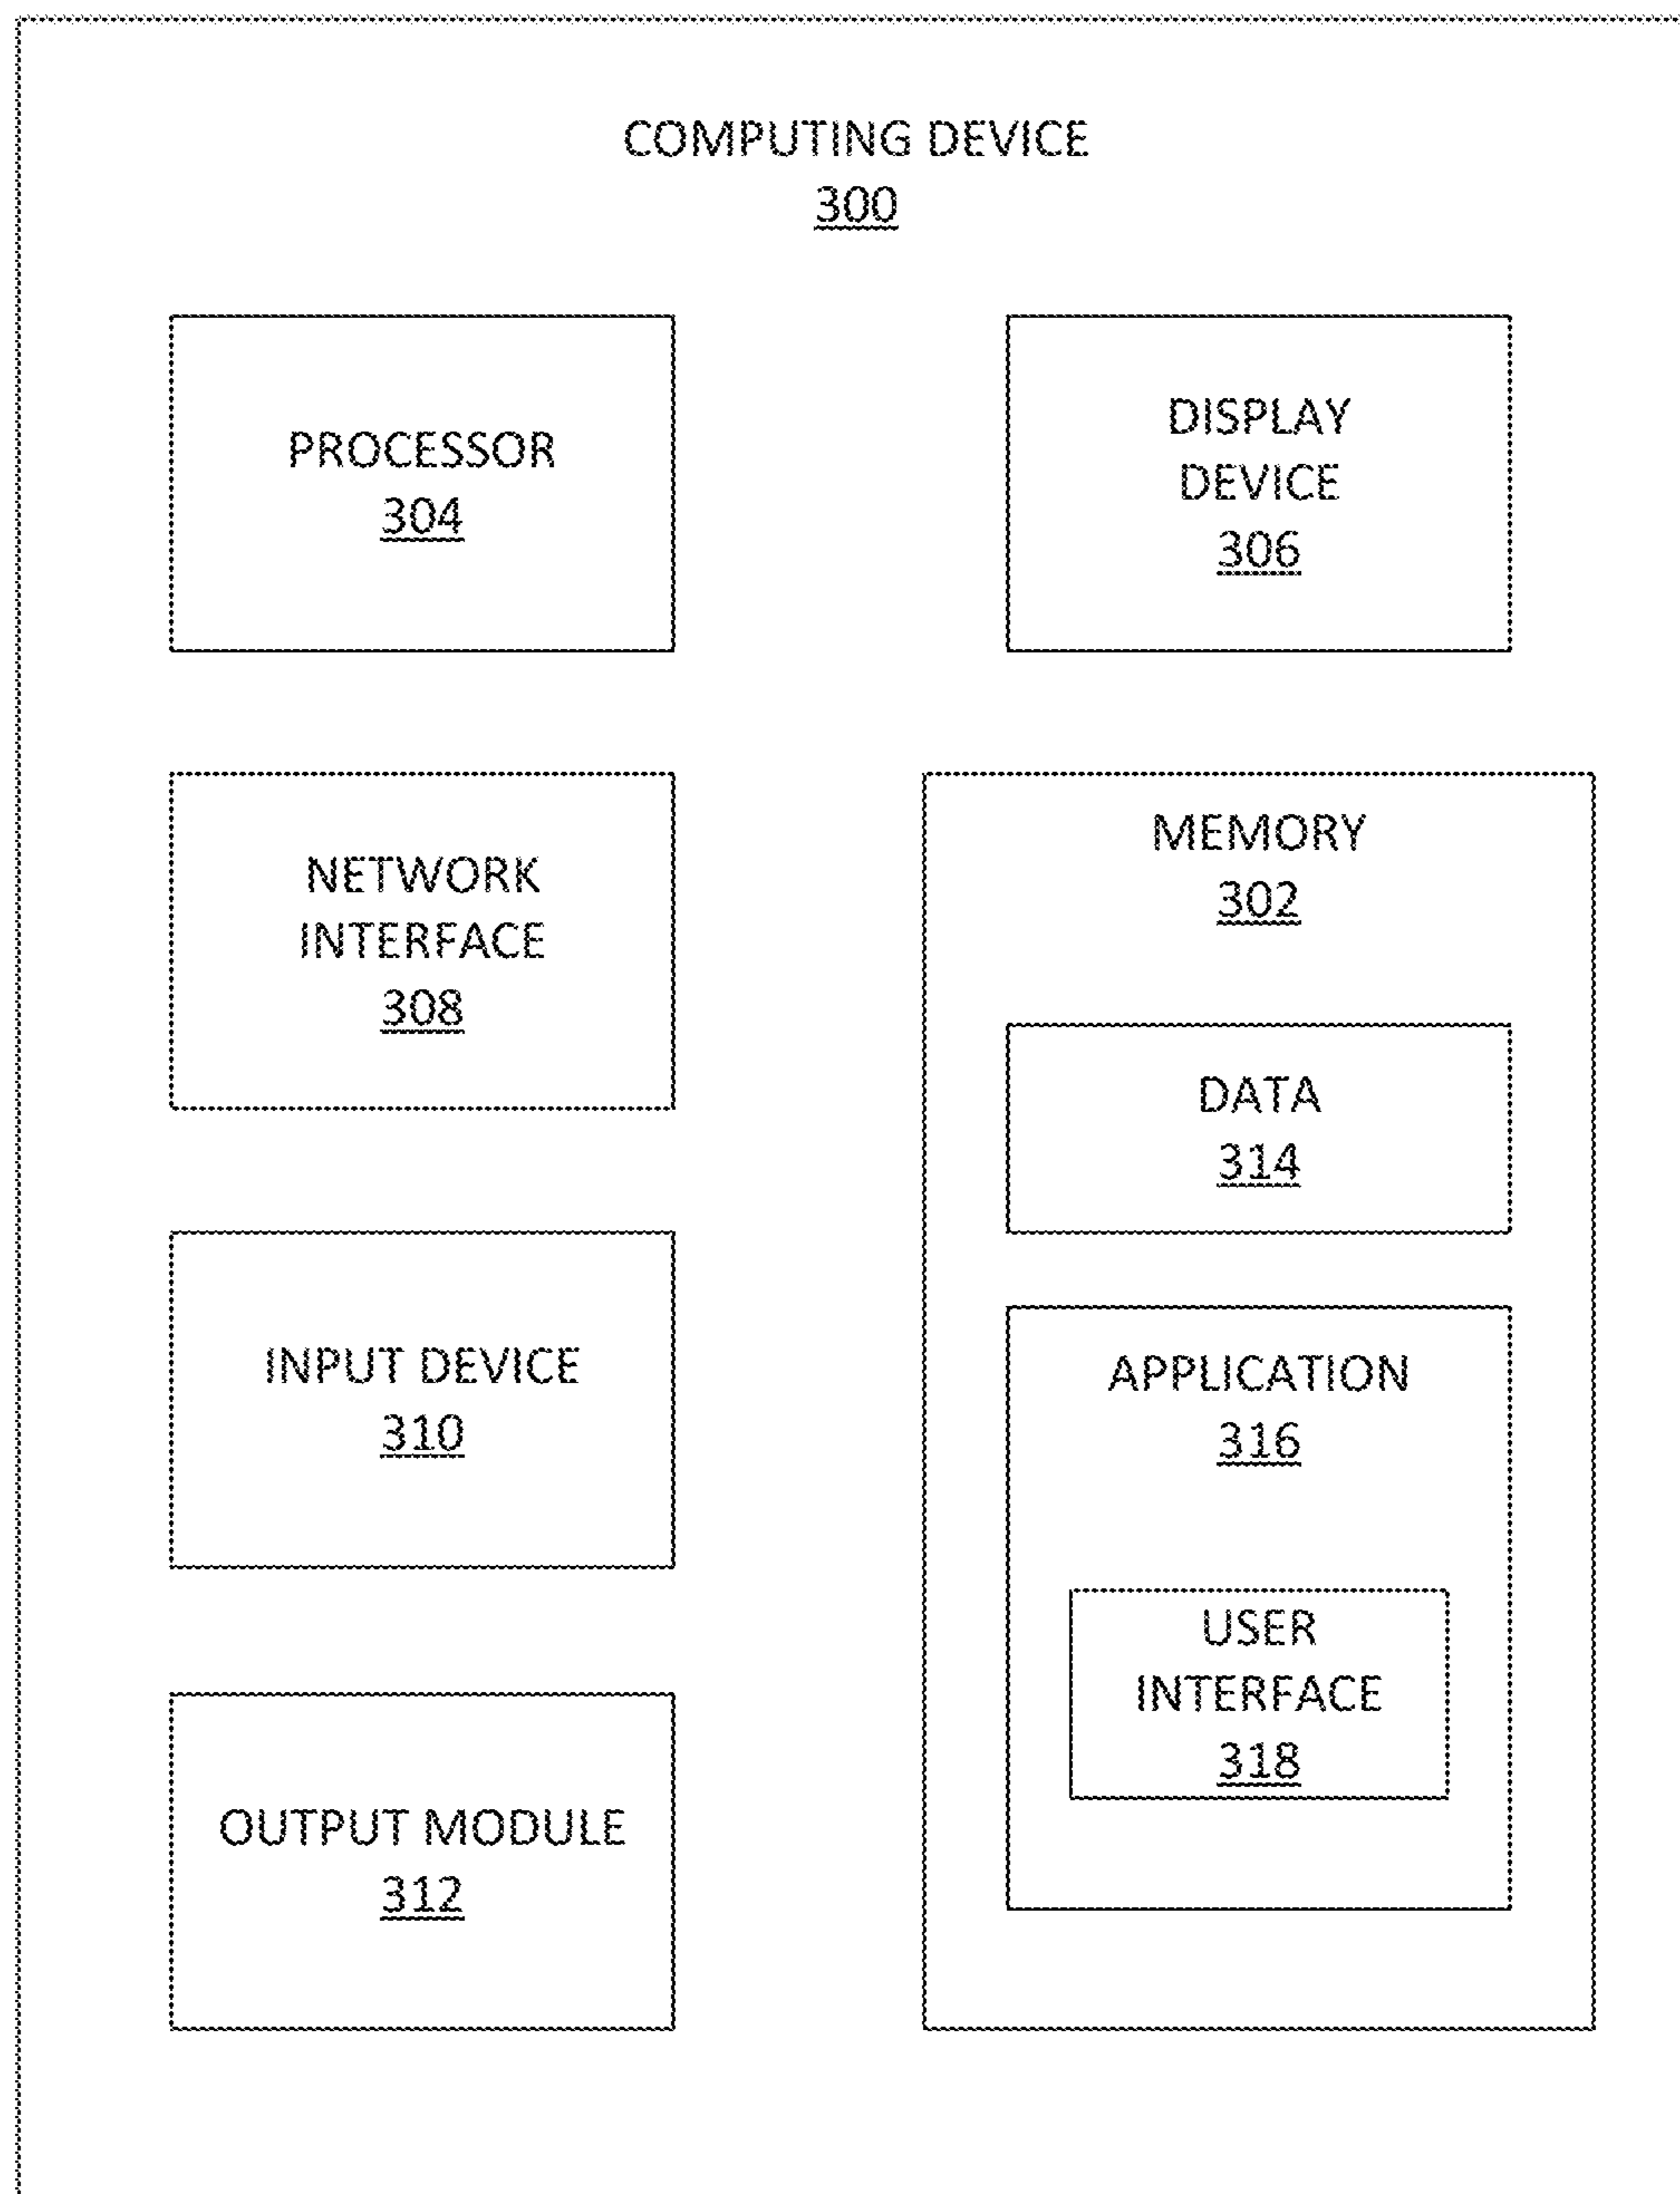 COMPUTING DEVICE
300
PROCESSOR
304
DISPLAY
DEVICE
306
NETWORK
INTERFACE
308
MEMORY
302
DATA
314
INPUT DEVICE
310
APPLICATION
316
USER
INTERFACE
318
OUTPUT MODULE
312